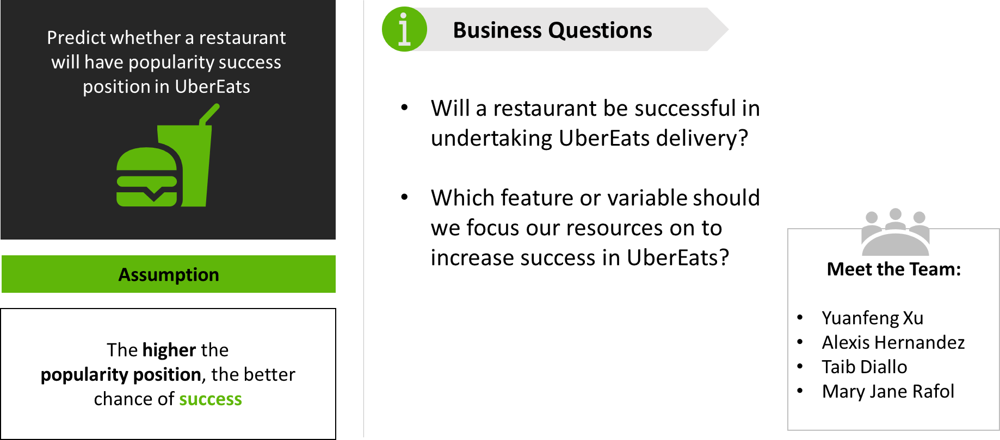 Predict whether a restaurant
will have popularity success
position in UberEats
Assumption
The higher the
popularity position, the better
chance of success
Business Questions
• Will a restaurant be successful in
undertaking UberEats delivery?
• Which feature or variable should
we focus our resources on to
increase success in UberEats?
Meet the Team:
• Yuanfeng Xu
• Alexis Hernandez
• Taib Diallo
• Mary Jane Rafol